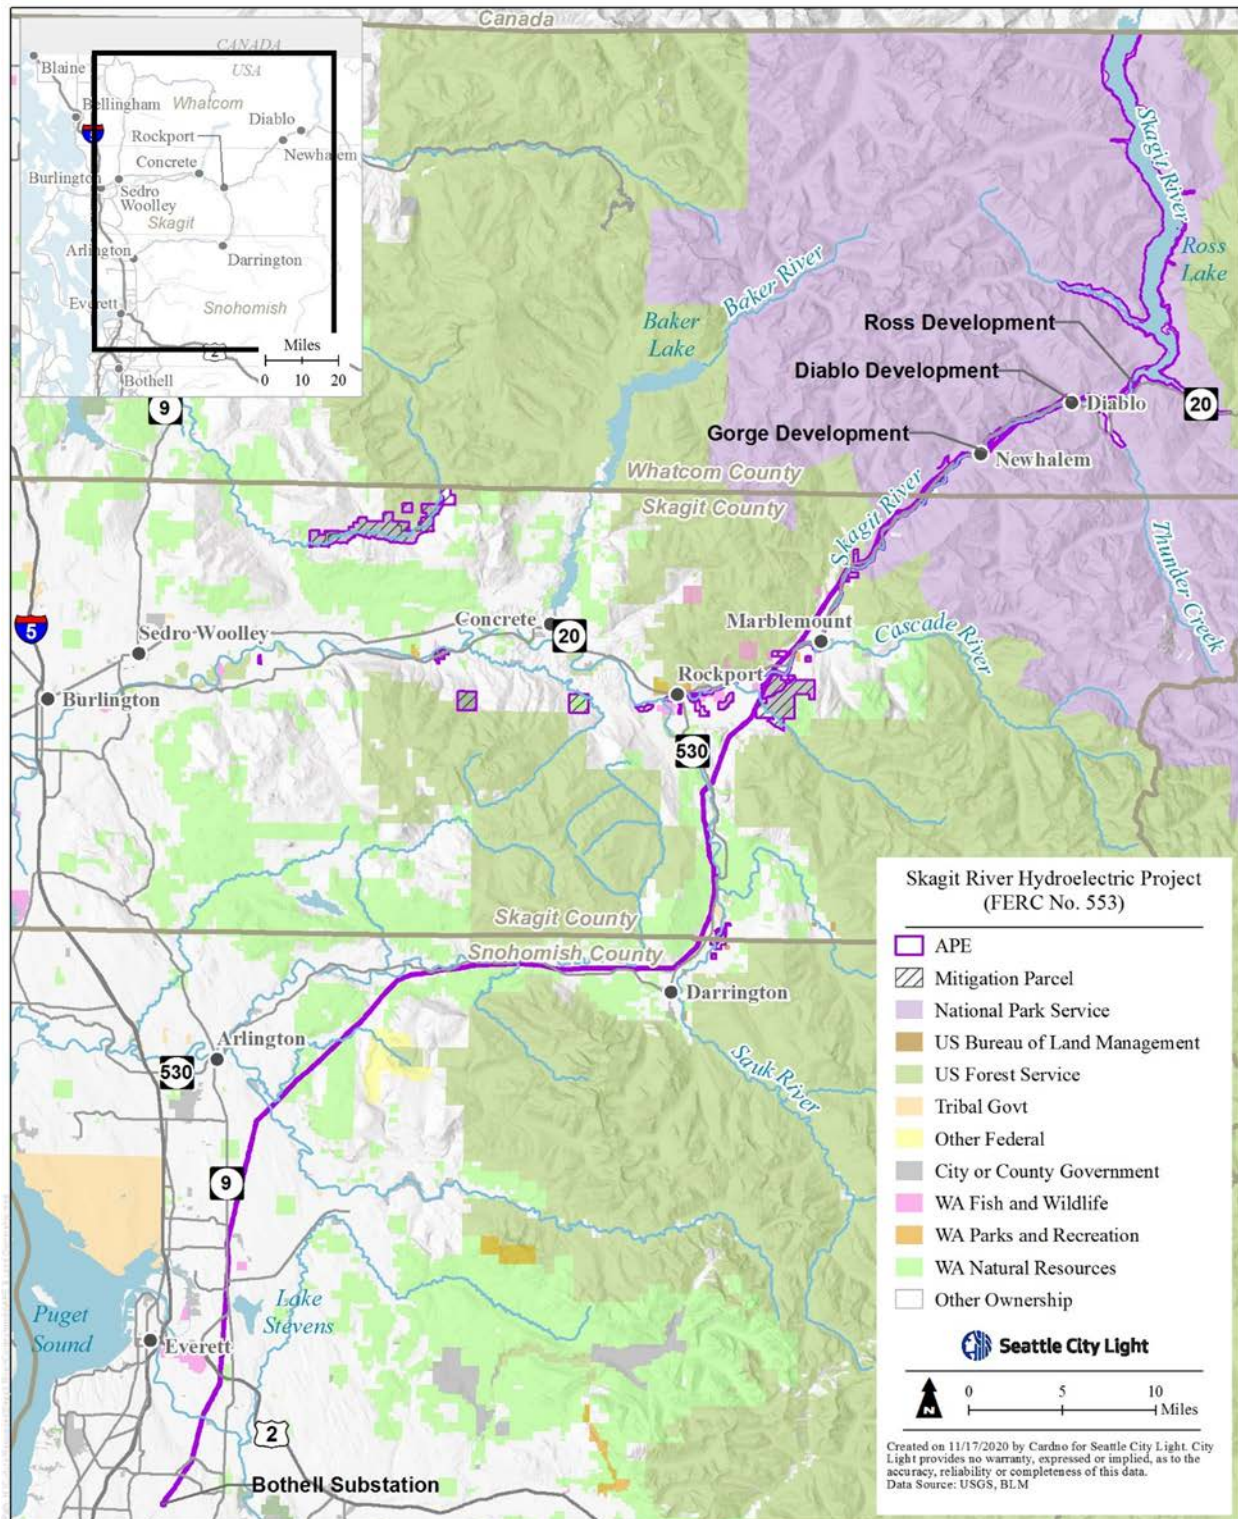 Canada
CANADA
USA
Blaine
Bellingham
Whatcom
5
Rockport
Diablo
Newhalem
Concrete
Burlington
Sedro
Woolley
Skagit
Arlington
Darrington
Everett
Snohomish
2
Bothell
Miles
0 10 20
9
Skagit River
Ross
Lake
Baker River
Baker
Lake
Ross Development
Diablo Development
Diablo
20
Gorge Development
Newhalem
Whatcom County
Skagit County
Skagit River
Thunder Creek
5
Concrete
20
Marblemount
Cascade River
Sedro-Woolley
Rockport
Burlington
530
Skagit County
Snohomish County
Darrington
Arlington
530
Sauk River
9
Lake
Stevens
Puget
Sound
Everett
2
Bothell Substation
Skagit River Hydroelectric Project
(FERC No. 553)
APE
Mitigation Parcel
National Park Service
US Bureau of Land Management
US Forest Service
Tribal Govt
Other Federal
City or County Government
WA Fish and Wildlife
WA Parks and Recreation
WA Natural Resources
Other Ownership
Seattle City Light
N
0 5 10
Miles
Created on 11/17/2020 by Cardno for Seattle City Light. City
Light provides no warranty, expressed or implied, as to the
accuracy, reliability or completeness of this data.
Data Source: USGS, BLM